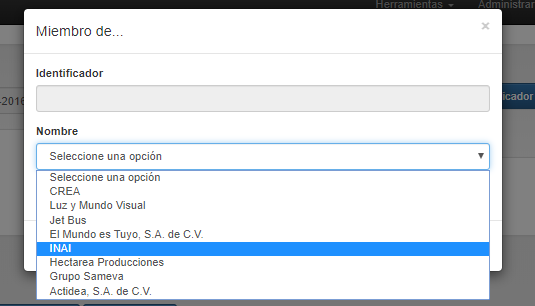 Herramientas
Administrar
Miembro de...
×
Identificador
-2016
icador
Nombre
Seleccione una opción
Seleccione una opción
CREA
Luz y Mundo Visual
Jet Bus
El Mundo es Tuyo, S.A. de C.V.
INAI
Hectarea Producciones
Grupo Sameva
Actidea, S.A. de C.V.